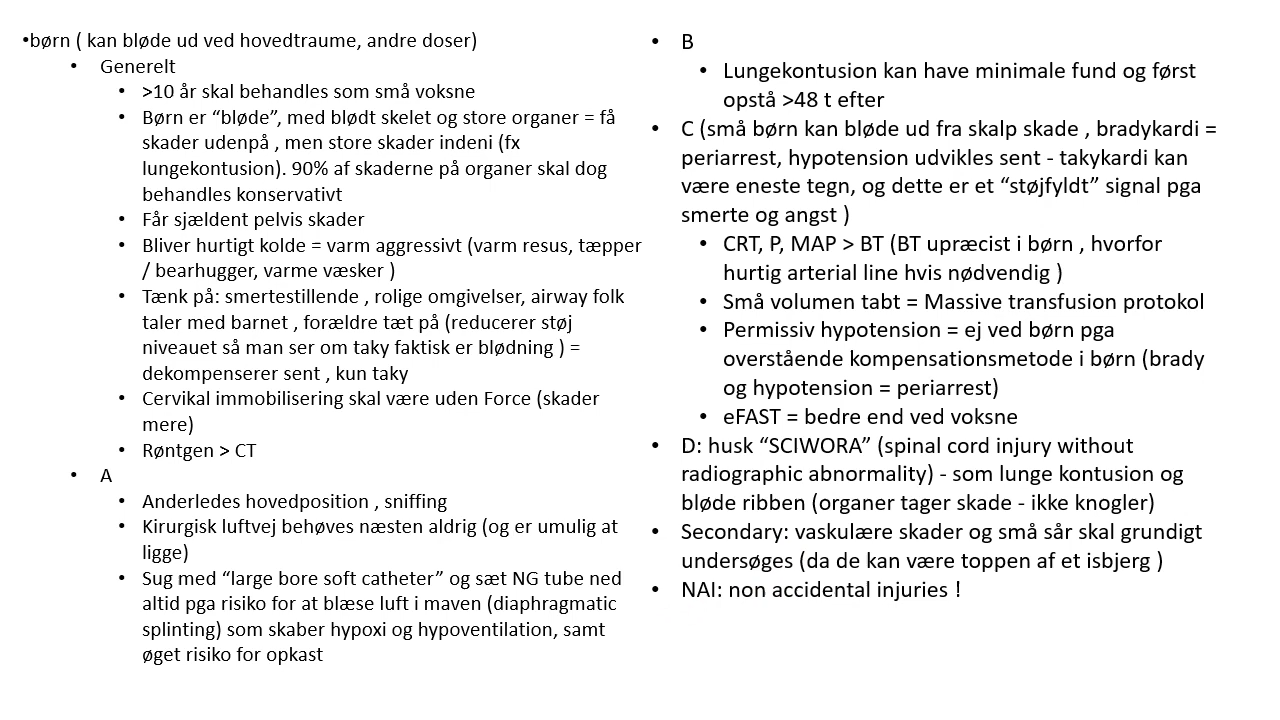 •børn ( kan bløde ud ved hovedtraume, andre doser)
• Generelt
• >10 år skal behandles som små voksne
• Børn er “bløde”, med blødt skelet og store organer = få
skader udenpå , men store skader indeni (fx
lungekontusion). 90% af skaderne på organer skal dog
behandles konservativt
• Får sjældent pelvis skader
• Bliver hurtigt kolde = varm aggressivt (varm resus, tæpper
/ bearhugger, varme væsker )
• Tænk på: smertestillende , rolige omgivelser, airway folk
taler med barnet , forældre tæt på (reducerer støj
niveauet så man ser om taky faktisk er blødning ) =
dekompenserer sent , kun taky
• Cervikal immobilisering skal være uden Force (skader
mere)
• Røntgen > CT
• A
• Anderledes hovedposition , sniffing
• Kirurgisk luftvej behøves næsten aldrig (og er umulig at
ligge)
• Sug med “large bore soft catheter” og sæt NG tube ned
altid pga risiko for at blæse luft i maven (diaphragmatic
splinting) som skaber hypoxi og hypoventilation, samt
øget risiko for opkast
• B
• Lungekontusion kan have minimale fund og først
opstå >48 t efter
• C (små børn kan bløde ud fra skalp skade , bradykardi =
periarrest, hypotension udvikles sent - takykardi kan
være eneste tegn, og dette er et “støjfyldt” signal pga
smerte og angst )
• CRT, P, MAP > BT (BT upræcist i børn , hvorfor
hurtig arterial line hvis nødvendig )
• Små volumen tabt = Massive transfusion protokol
• Permissiv hypotension = ej ved børn pga
overstående kompensationsmetode i børn (brady
og hypotension = periarrest)
• eFAST = bedre end ved voksne
• D: husk “SCIWORA” (spinal cord injury without
radiographic abnormality) - som lunge kontusion og
bløde ribben (organer tager skade - ikke knogler)
• Secondary: vaskulære skader og små sår skal grundigt
undersøges (da de kan være toppen af et isbjerg )
• NAI: non accidental injuries !